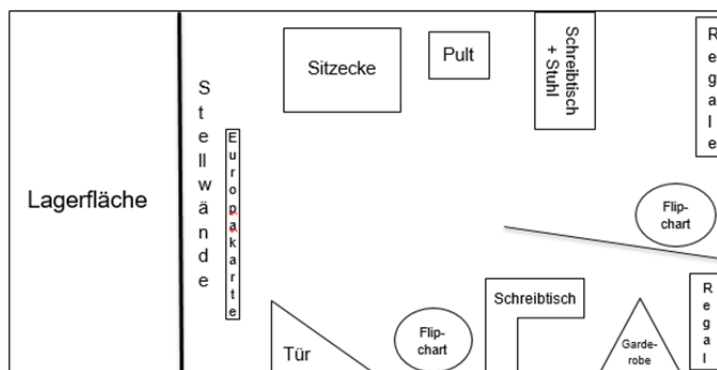 Lagerfläche
Stellwände
Europakarte
Sitzecke
Pult
Schreibtisch
+ Stuhl
Regale
Flip-
chart
Schreibtisch
Regal
Garde-
robe
Flip-
chart
Tür